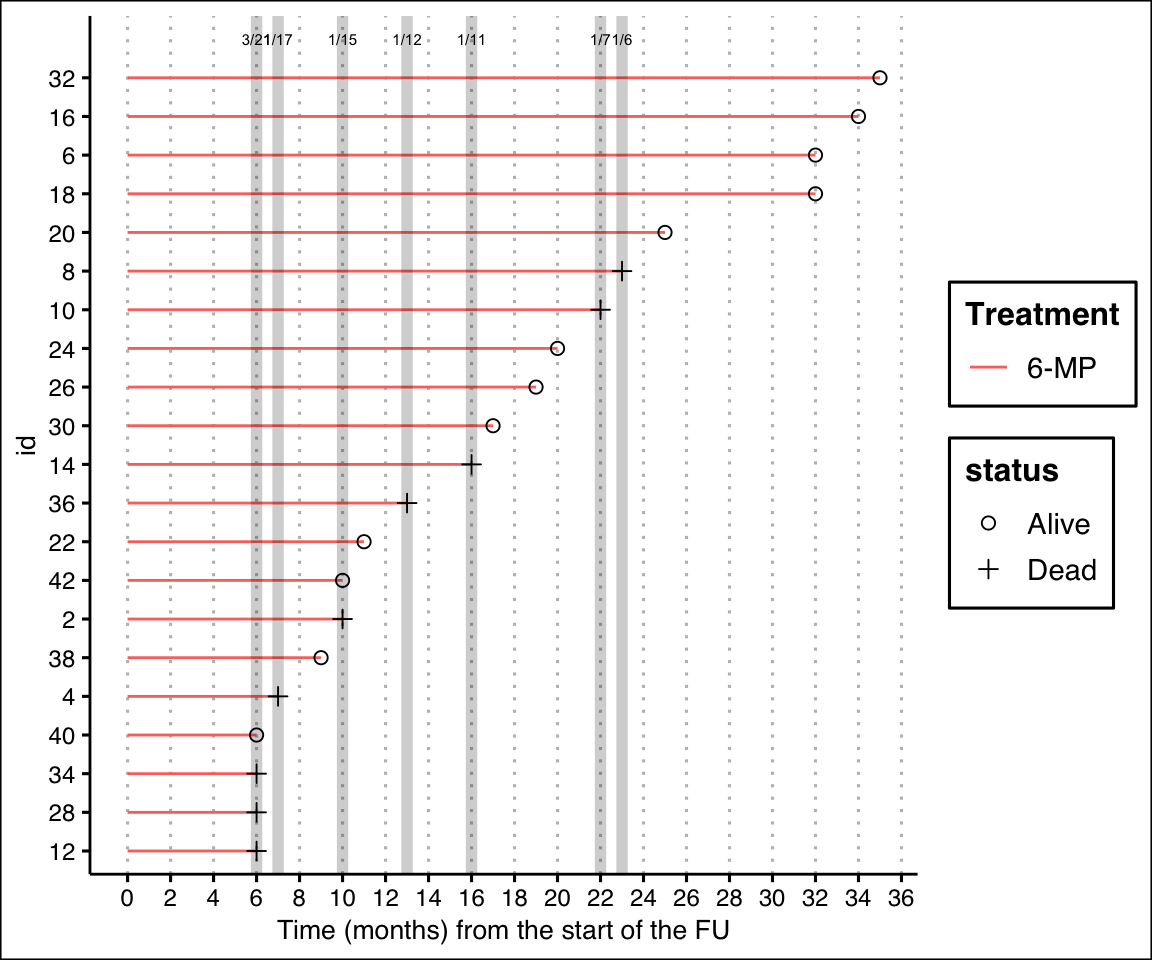 3/21 1/17 1/15 1/12 1/11 1/7 1/6
32
16
6
18
20
8
10
24
26
30
14
36
22
42
2
38
4
40
34
28
12
id
0 2 4 6 8 10 12 14 16 18 20 22 24 26 28 30 32 34 36
Time (months) from the start of the FU
Treatment
6-MP
status
Alive
Dead